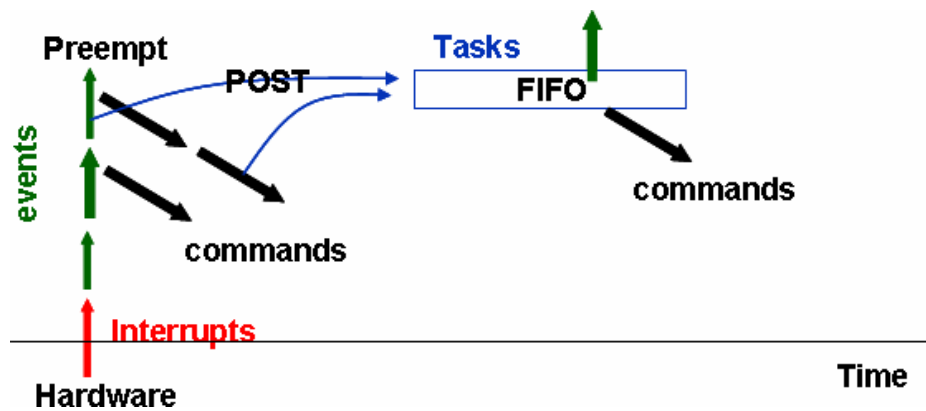 Preempt
Tasks
POST
FIFO
events
commands
commands
Interrupts
Time
Hardware